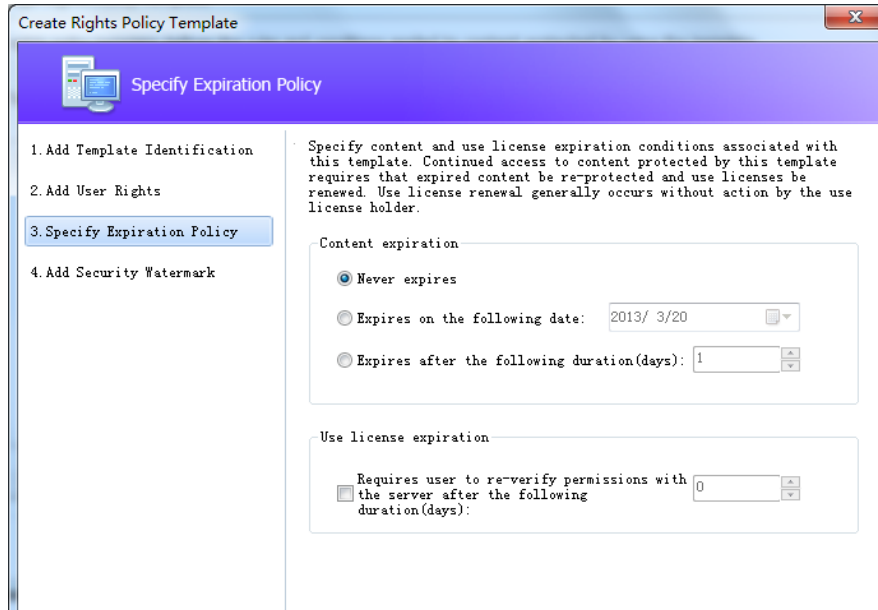 Create Rights Policy Template
Specify Expiration Policy
1.Add Template Identification
2.Add User Rights
3.Specify Expiration Policy
4.Add Security Watermark
Specify content and use license expiration conditions associated with
this template. Continued access to content protected by this template
requires that expired content be re-protected and use licenses be
renewed. Use license renewal generally occurs without action by the use
license holder.
Content expiration
Never expires
Expires on the following date: 2013/ 3/20
Expires after the following duration(days): 1
Use license expiration
Requires user to re-verify permissions with 0
the server after the following
duration(days):